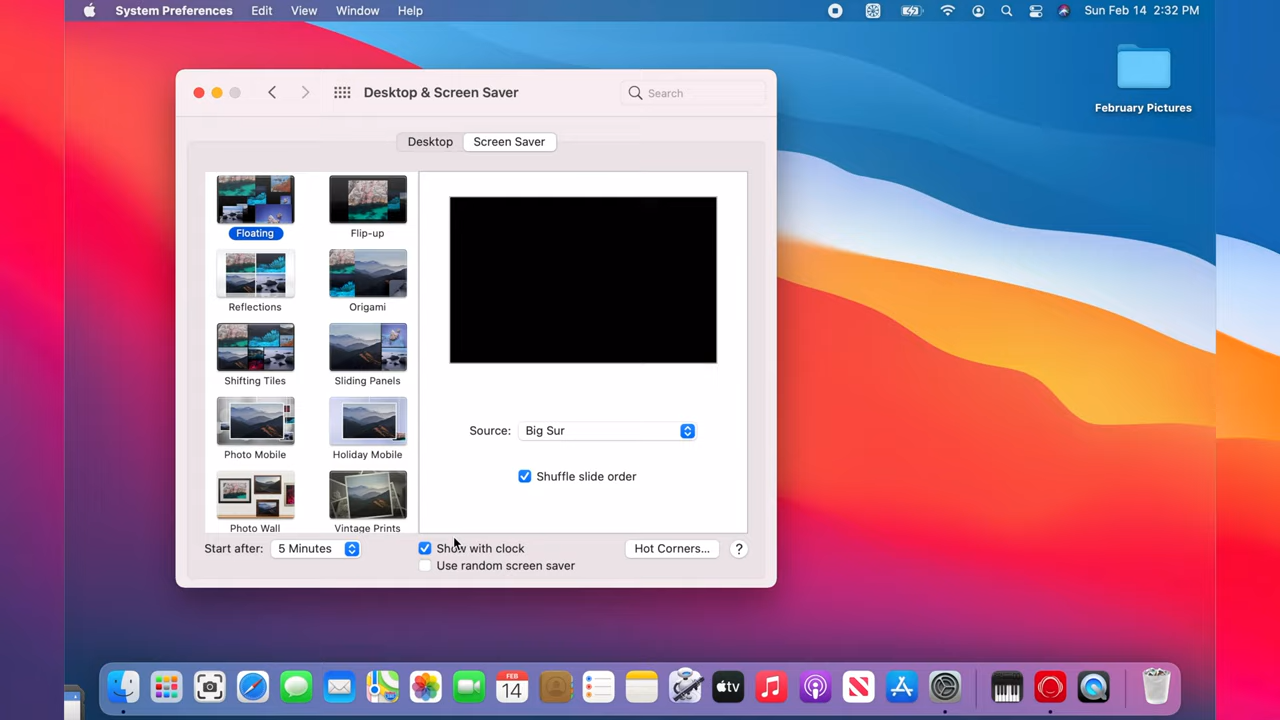 System Preferences Edit View Window Help Sun Feb 14 2:32 PM
February Pictures
Desktop & Screen Saver Search
Desktop Screen Saver
Floating Flip-up
Reflections Origami
Shifting Tiles Sliding Panels
Photo Mobile Holiday Mobile
Photo Wall Vintage Prints
Source: Big Sur
Shuffle slide order
Start after: 5 Minutes Show with clock Hot Corners... ?
Use random screen saver
FEB
14
tv